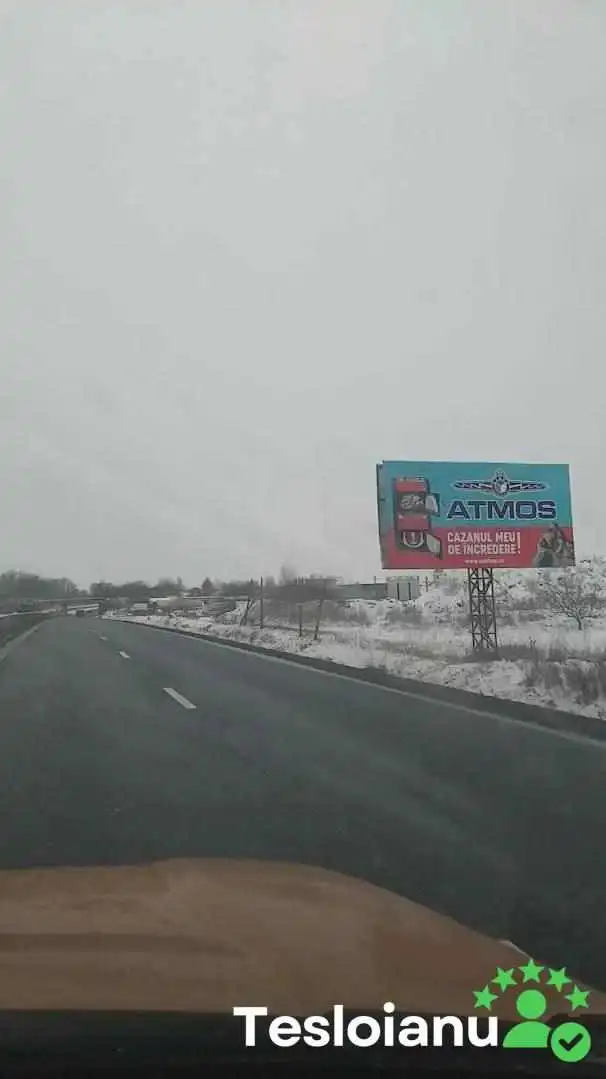 ATMOS
CAZANUL MEU
DE ÎNCREDERE!
Tesloianu